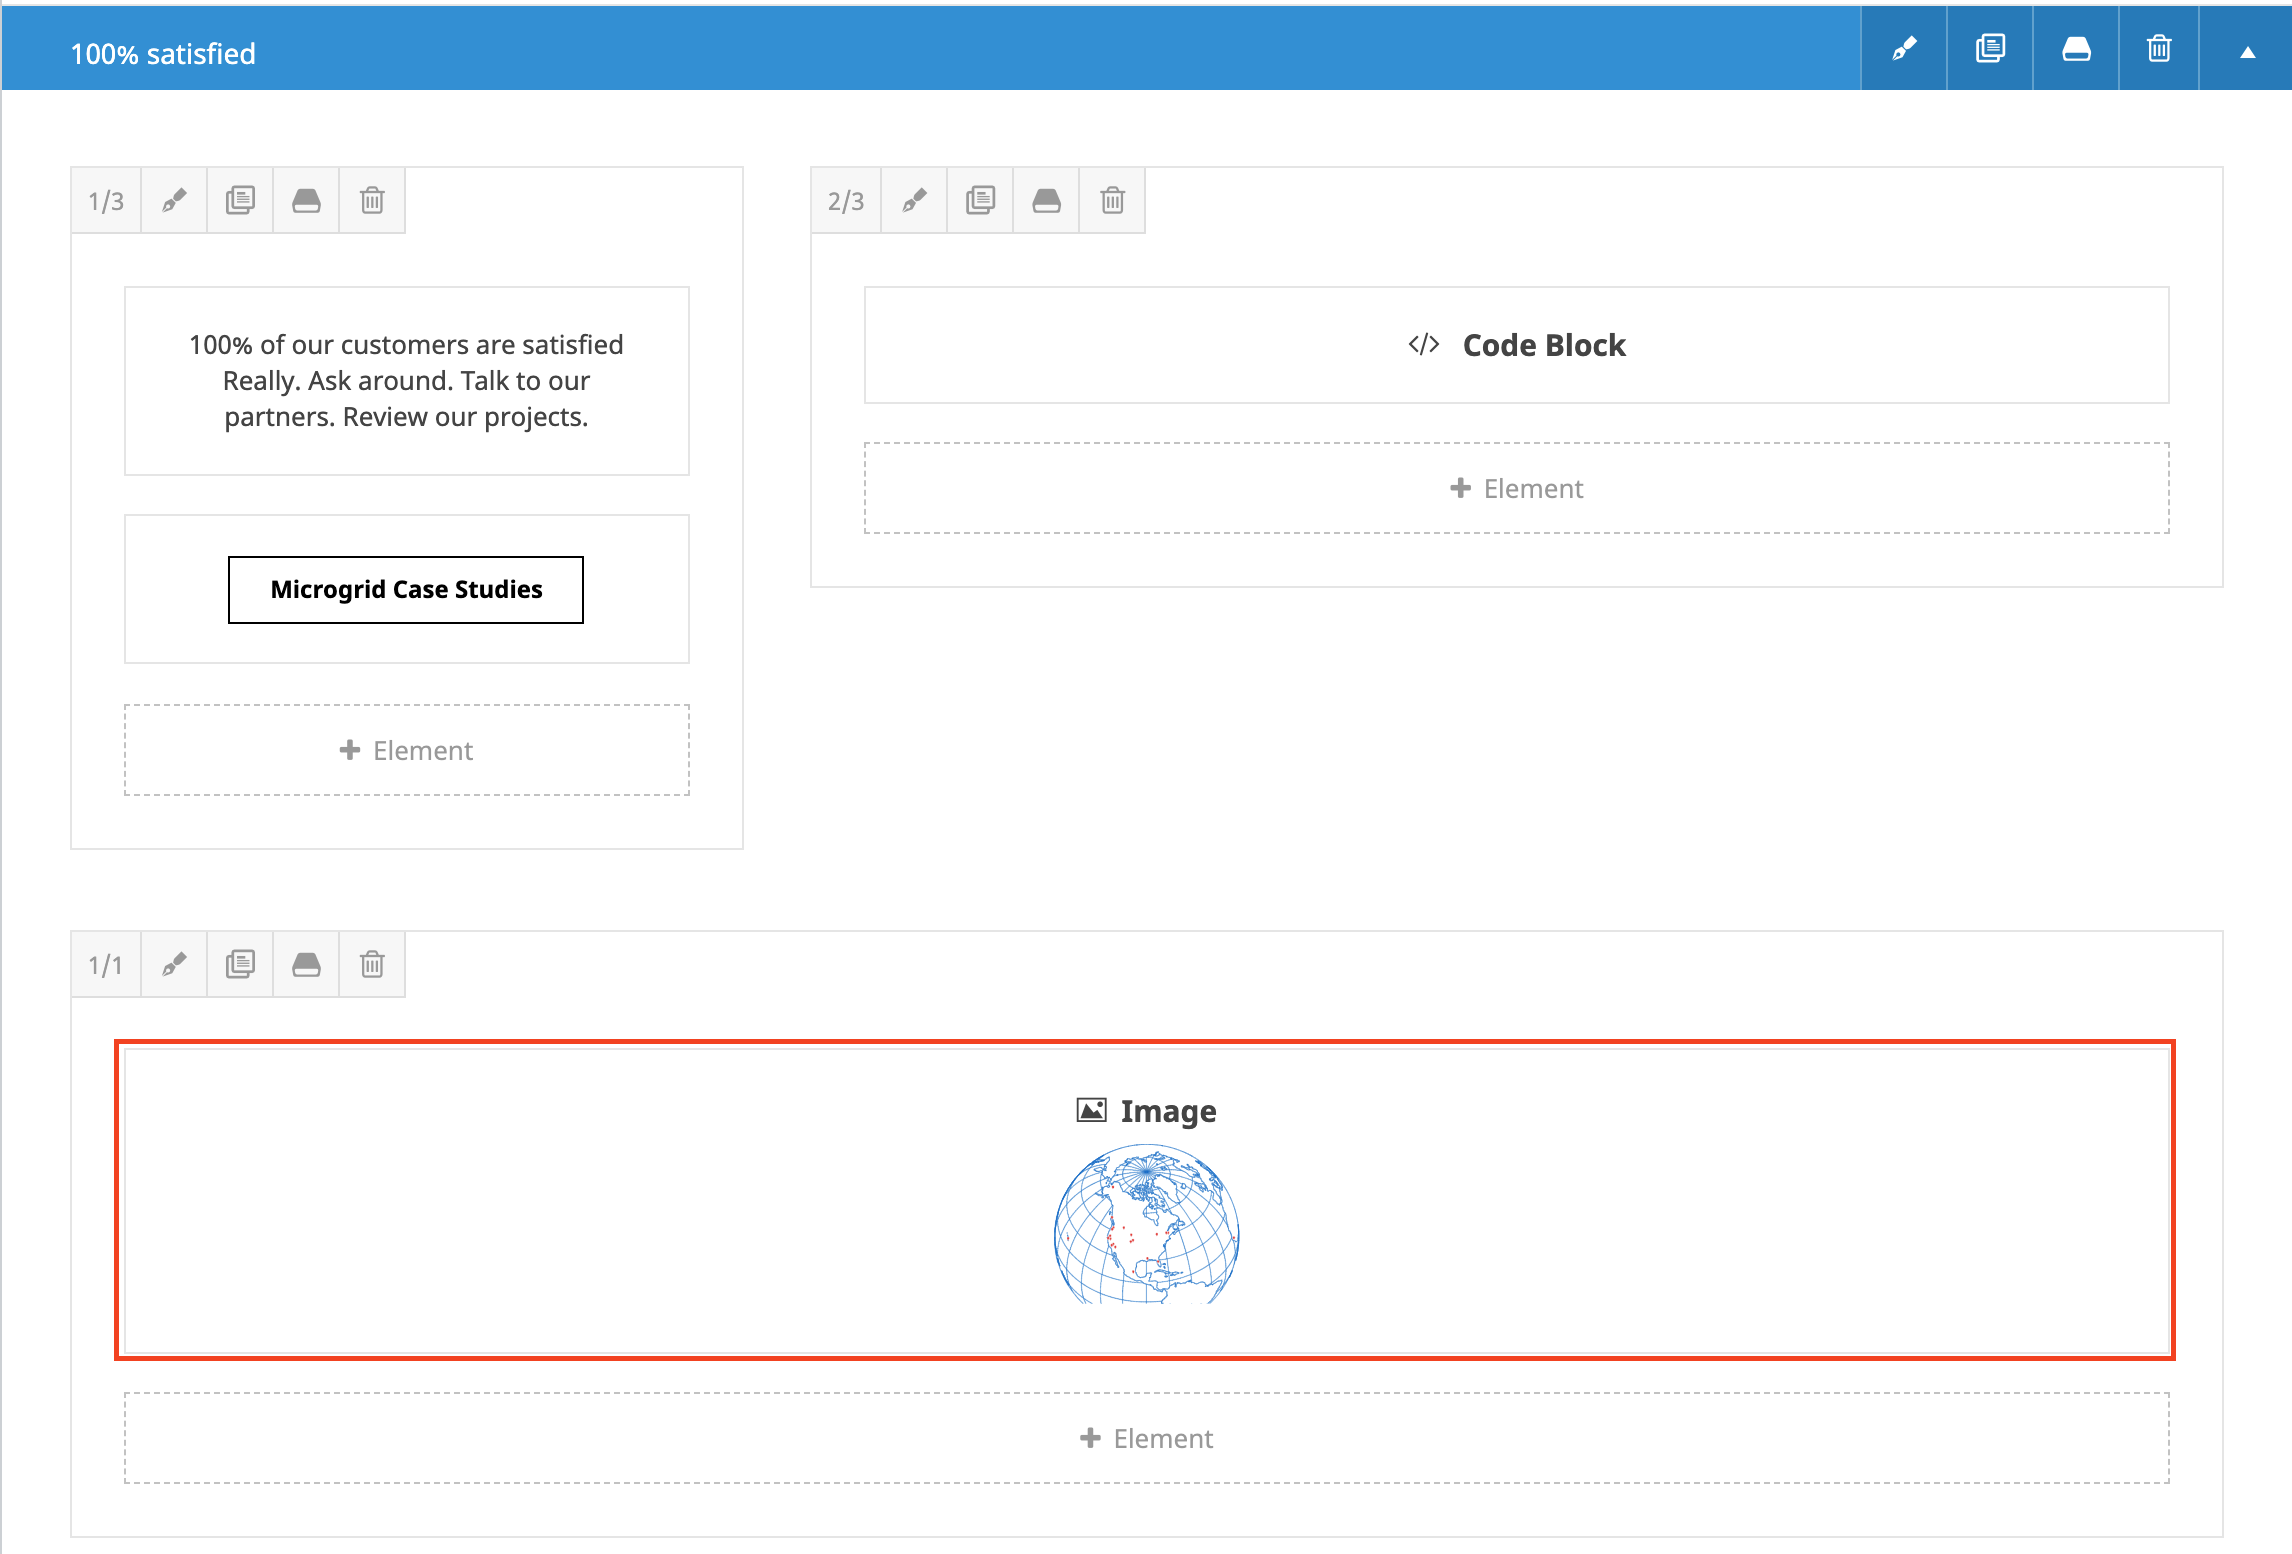 100% satisfied
1/3
100% of our customers are satisfied
Really. Ask around. Talk to our
partners. Review our projects.
Microgrid Case Studies
Element
2/3
Code Block
Element
1/1
Image
Element